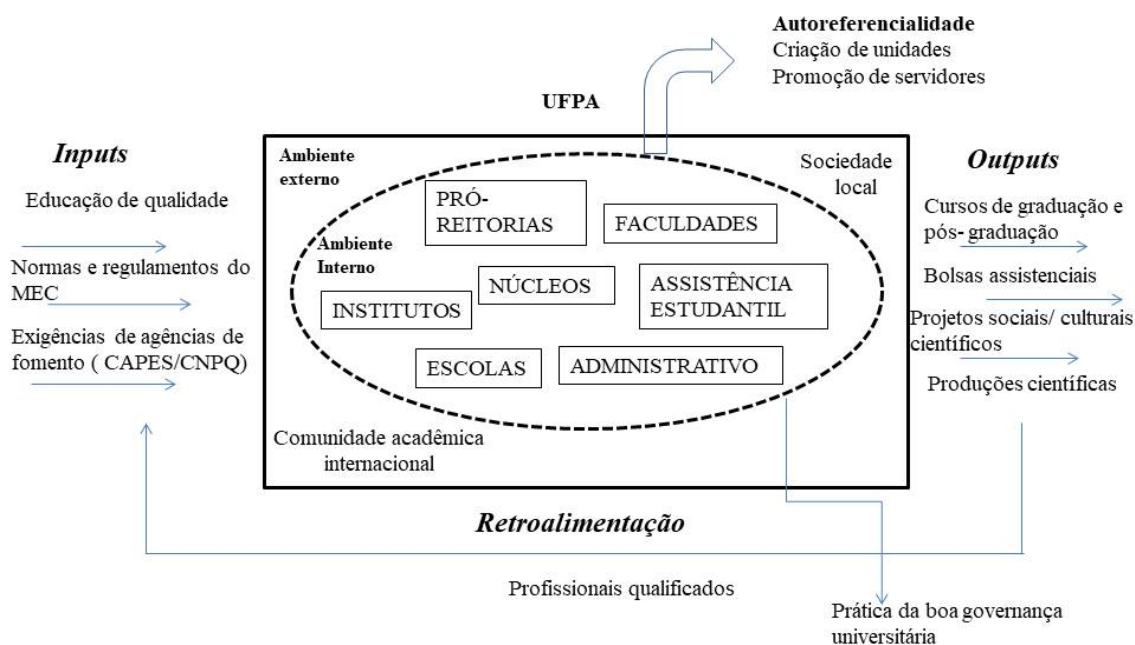 Autoreferencialidade
Criação de unidades
Promoção de servidores
UFPA
Inputs
Educação de qualidade
Normas e regulamentos do
MEC
Exigências de agências de
fomento ( CAPES/CNPQ)
Ambiente
externo
Sociedade
local
PRÓ-
REITORIAS
FACULDADES
Ambiente
Interno
NÚCLEOS
ASSISTÊNCIA
ESTUDANTIL
INSTITUTOS
ESCOLAS
ADMINISTRATIVO
Comunidade acadêmica
internacional
Outputs
Cursos de graduação e
pós- graduação
Bolsas assistenciais
Projetos sociais/ culturais
científicos
Produções científicas
Retroalimentação
Profissionais qualificados
Prática da boa governança
universitária